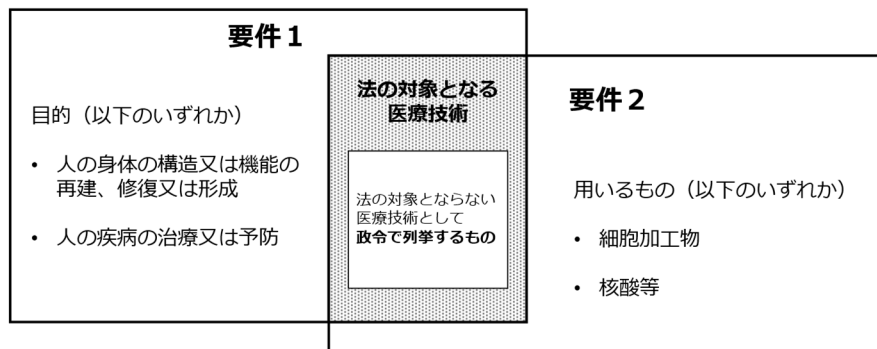 要件１
目的（以下のいずれか）
• 人の身体の構造又は機能の
再建、修復又は形成
• 人の疾病の治療又は予防
法の対象となる
医療技術
法の対象とならない
医療技術として
政令で列挙するもの
要件２
用いるもの（以下のいずれか）
• 細胞加工物
• 核酸等